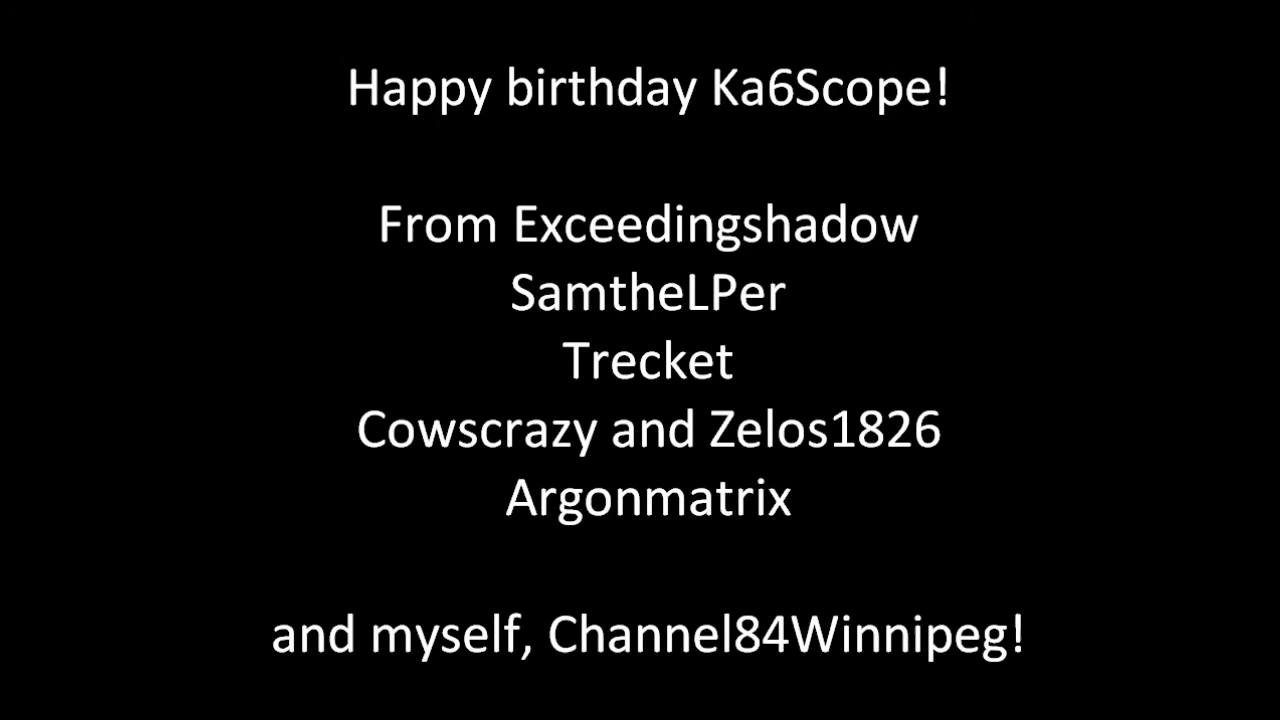 Happy birthday Ka6Scope!
From Exceedingshadow
SamtheLPer
Trecket
Cowscrazy and Zelos1826
Argonmatrix
and myself, Channel84Winnipeg!